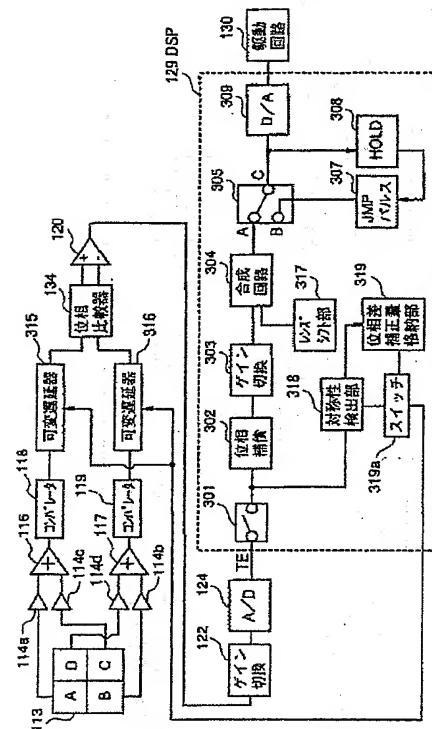 113
A
D
B
C
114a
114c
114d
114b
116
117
118
コンパレータ
119
コンパレータ
315
可変遅延器
316
可変遅延器
134
位相
比較器
120
122
ゲイン
切換
124
A/D
TE
301
302
位相
補償
303
ゲイン
切換
304
合成
回路
317
レンズ
シフト部
305
A
B
C
309
D/A
129 DSP
130
駆動
回路
307
JMP
パルス
308
HOLD
318
対称性
検出部
319
位相差
補正量
格納部
319a
スイッチ